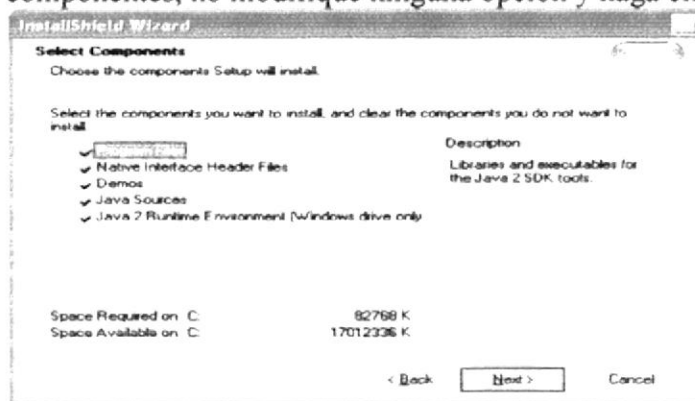 componentes, no modifique ninguna opción y haga cli
InstallShield Wizard
Select Components
Choose the components Setup will install.
Select the components you want to install, and clear the components you do not want to
install.
Description
Libraries and executables for
the Java 2 SDK tools.
Native Interface Header Files
Demos
Java Sources
Java 2 Runtime Environment (Windows drive only
Space Required on C: 82768 K
Space Available on C: 17012336 K
< Back Next > Cancel